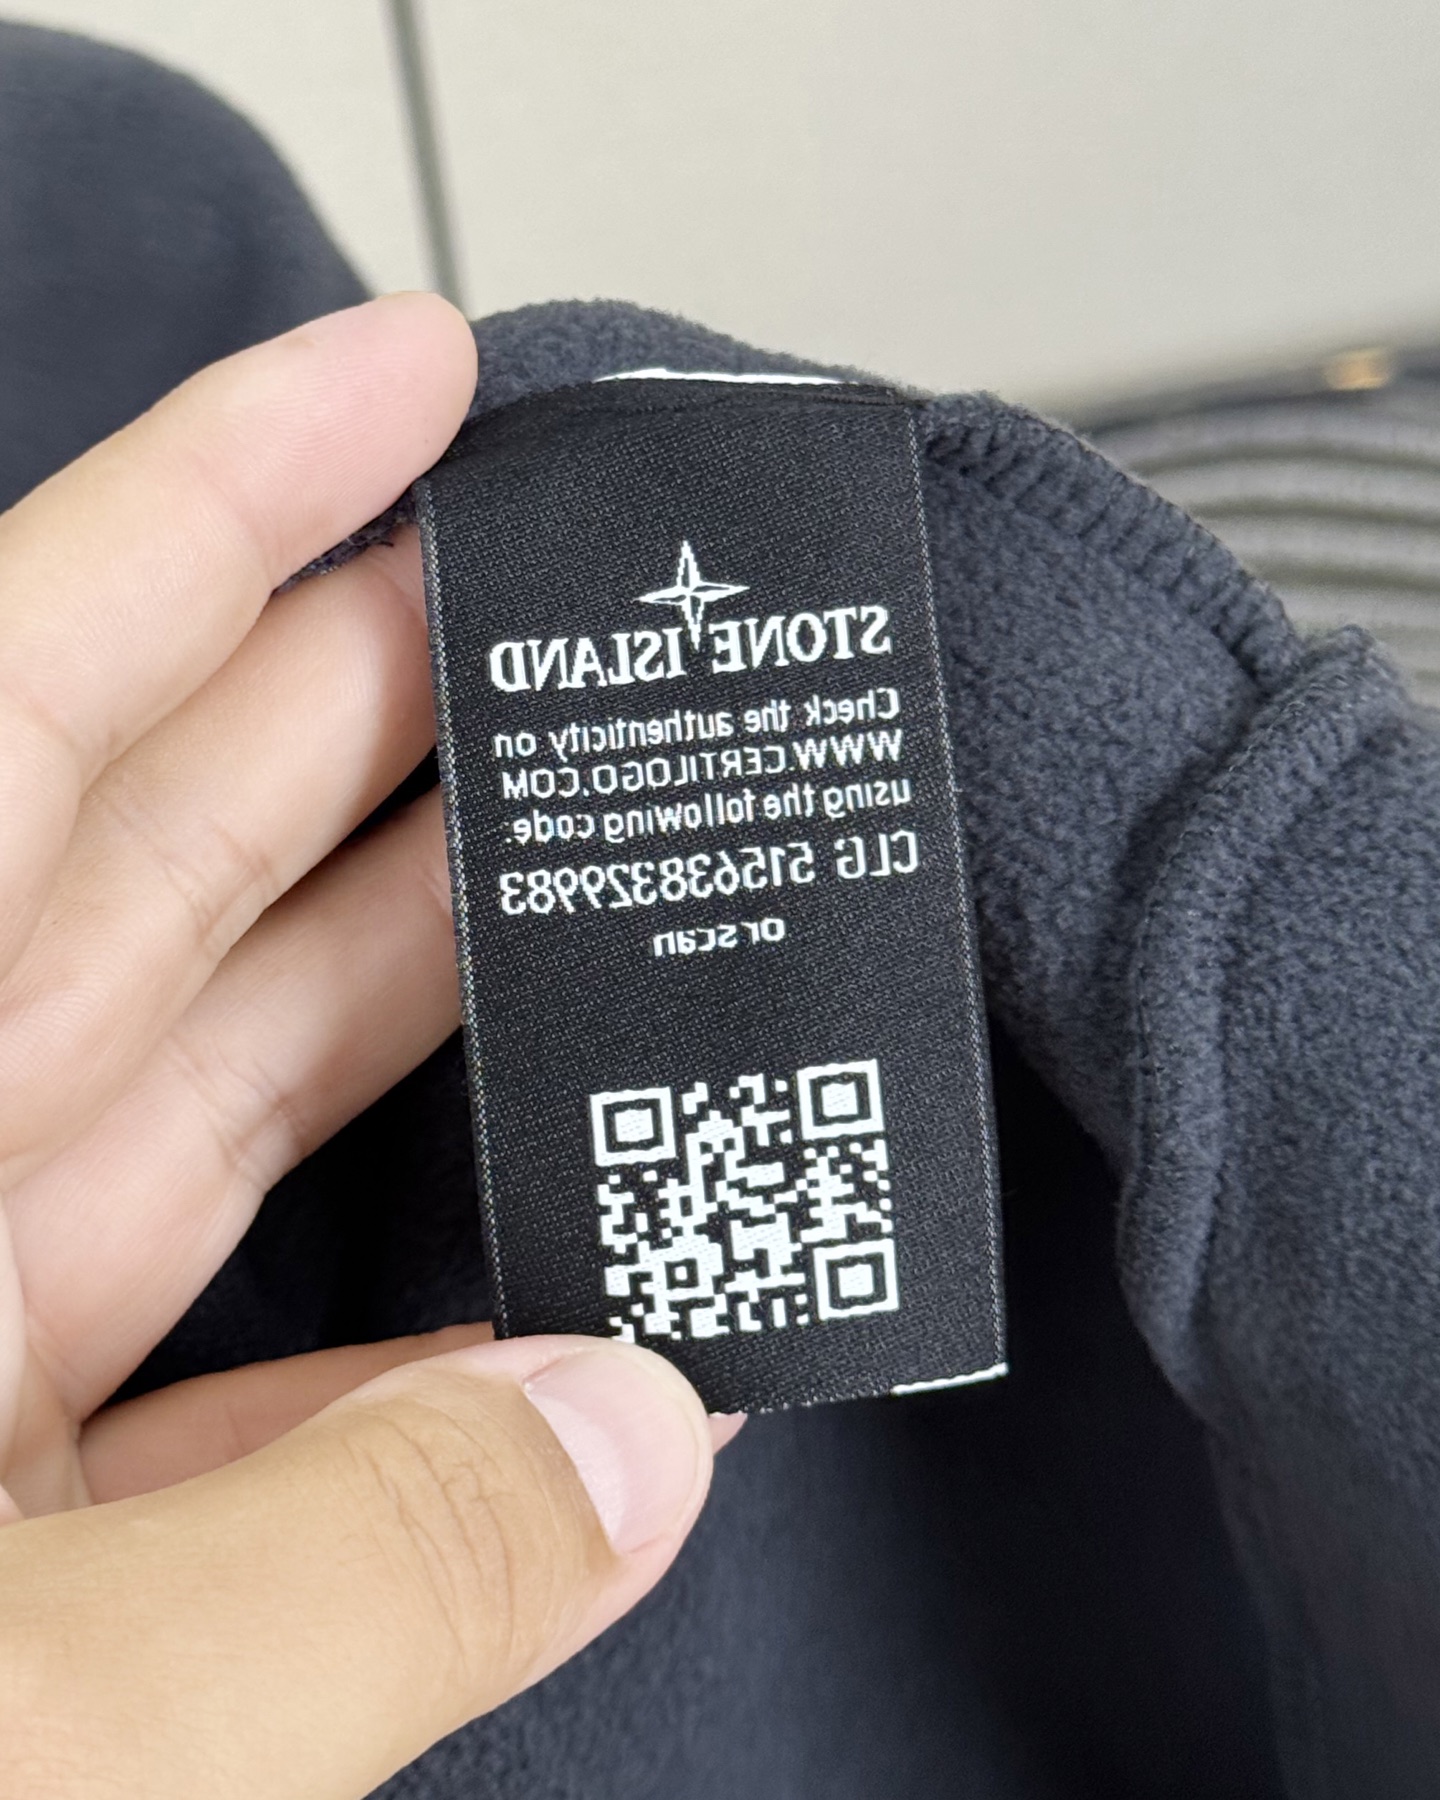 STONE ISLAND
Check the authenticity on
WWW.CERTILOGO.COM
using the following code:
CLG 515638329983
or scan